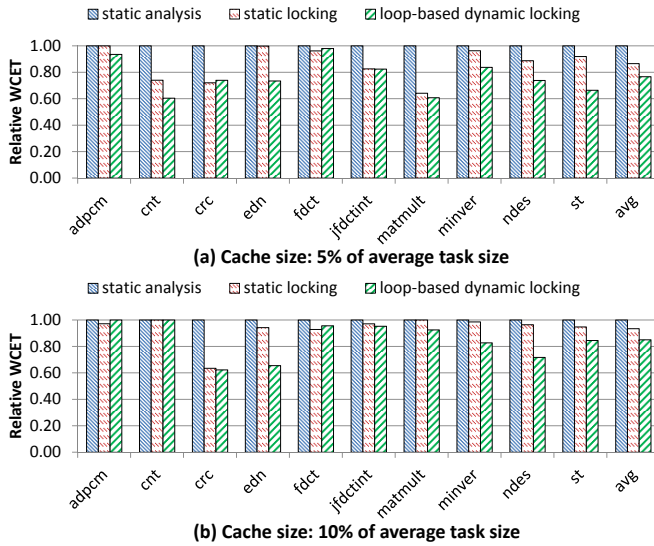 static analysis static locking loop-based dynamic locking
Relative WCET
1.00
0.80
0.60
0.40
0.20
0.00
adpcm cnt crc edn fdct jfdctint matmult minver ndes st avg
(a) Cache size: 5% of average task size
static analysis static locking loop-based dynamic locking
Relative WCET
1.00
0.80
0.60
0.40
0.20
0.00
adpcm cnt crc edn fdct jfdctint matmult minver ndes st avg
(b) Cache size: 10% of average task size